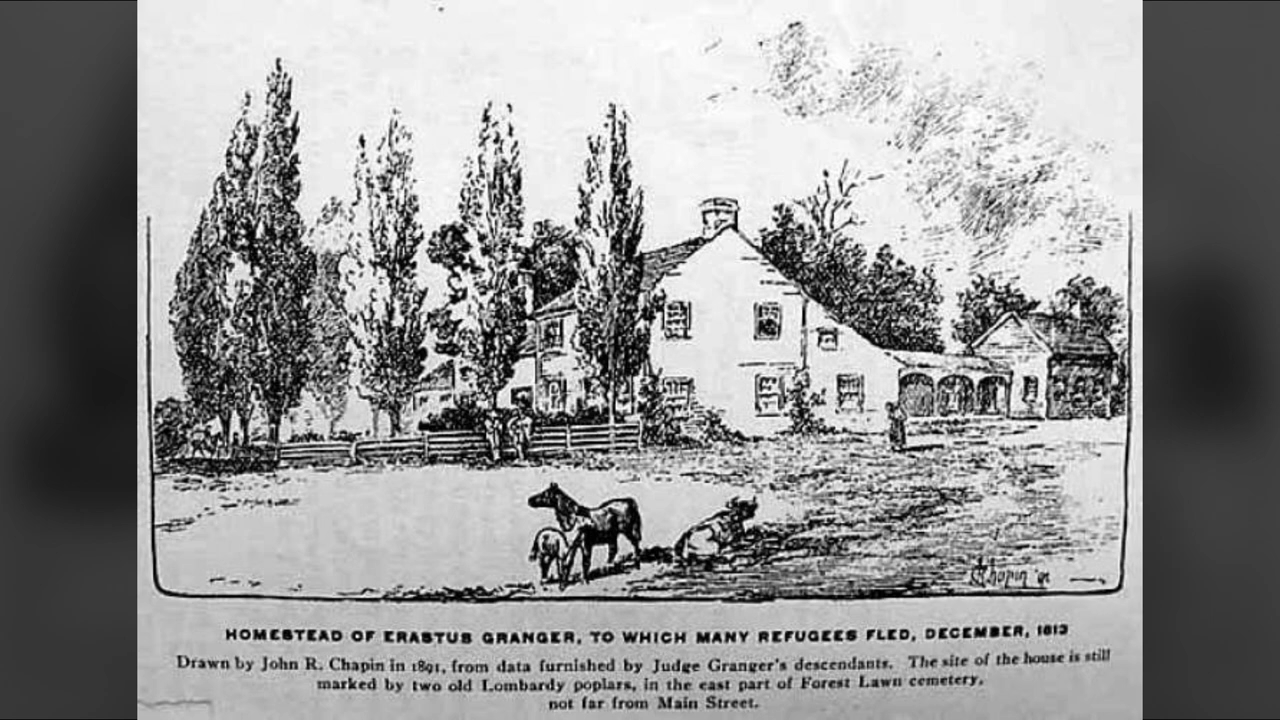 Chapin '91
HOMESTEAD OF ERASTUS GRANGER, TO WHICH MANY REFUGEES FLED, DECEMBER, 1813
Drawn by John R. Chapin in 1891, from data furnished by Judge Granger's descendants. The site of the house is still
marked by two old Lombardy poplars, in the east part of Forest Lawn cemetery,
not far from Main Street.